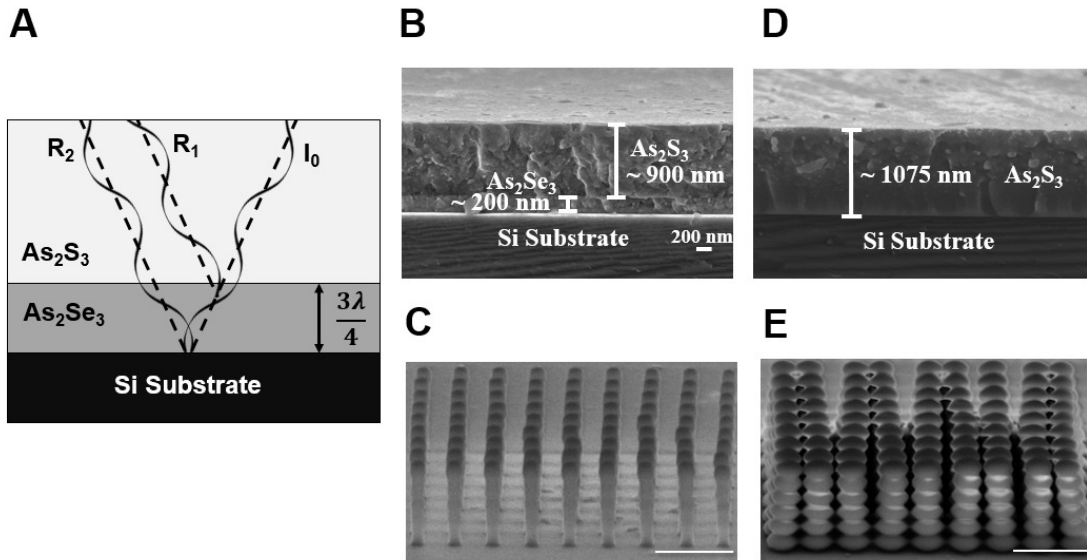 A
R₂
R₁
I₀
As₂S₃
As₂Se₃
3λ
4
Si Substrate
B
As₂S₃
~ 900 nm
As₂Se₃
~ 200 nm
Si Substrate
200 nm
C
D
~ 1075 nm
As₂S₃
Si Substrate
E